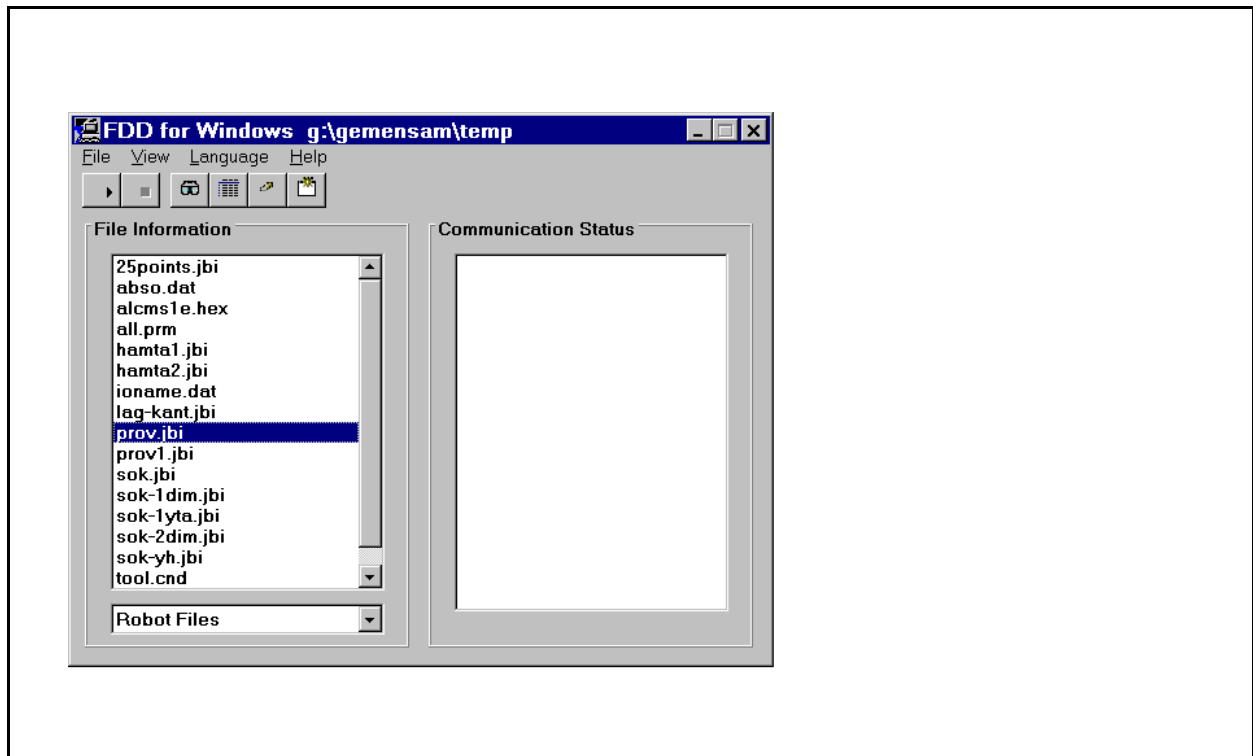 FDD for Windows g:\gemensam\temp
File View Language Help
File Information
25points.jbi
abso.dat
alcms1e.hex
all.prm
hamta1.jbi
hamta2.jbi
ioname.dat
lag-kant.jbi
prov.jbi
prov1.jbi
sok.jbi
sok-1dim.jbi
sok-1yta.jbi
sok-2dim.jbi
sok-yh.jbi
tool.cnd
Robot Files
Communication Status